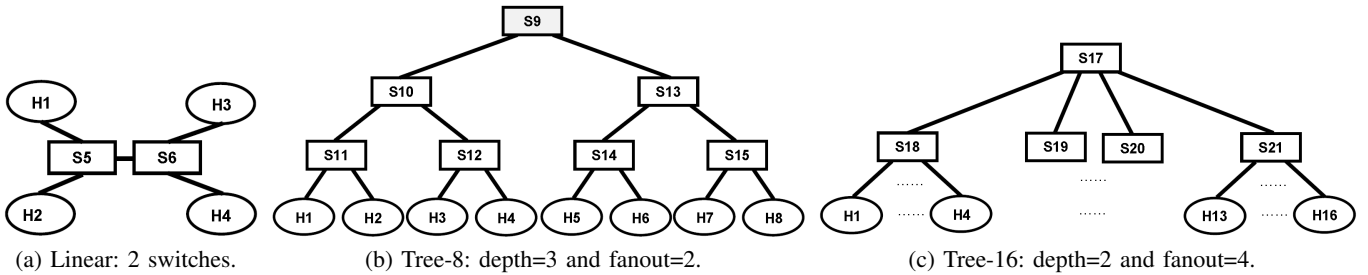 H1
H3
S5
S6
H2
H4
(a) Linear: 2 switches.
S9
S10
S13
S11
S12
S14
S15
H1
H2
H3
H4
H5
H6
H7
H8
(b) Tree-8: depth=3 and fanout=2.
S17
S18
S19
S20
S21
......
......
......
H1
......
H4
......
H13
......
H16
(c) Tree-16: depth=2 and fanout=4.